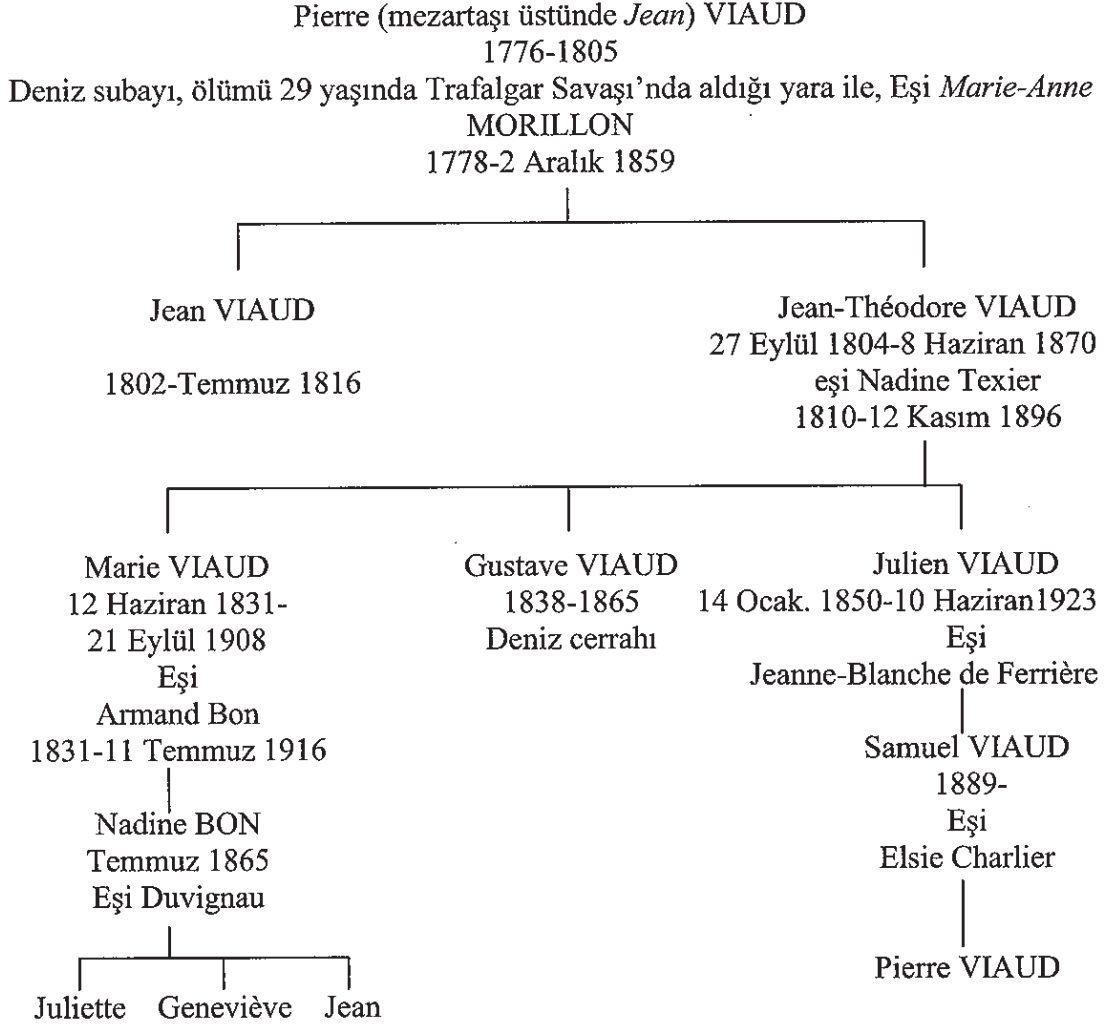 Pierre (mezartaşı üstünde Jean) VIAUD
1776-1805
Deniz subayı, ölümü 29 yaşında Trafalgar Savaşı'nda aldığı yara ile, Eşi Marie-Anne
MORILLON
1778-2 Aralık 1859
Jean VIAUD
1802-Temmuz 1816
Jean-Théodore VIAUD
27 Eylül 1804-8 Haziran 1870
eşi Nadine Texier
1810-12 Kasım 1896
Marie VIAUD
12 Haziran 1831-
21 Eylül 1908
Eşi
Armand Bon
1831-11 Temmuz 1916
Nadine BON
Temmuz 1865
Eşi Duvignau
Juliette Geneviève Jean
Gustave VIAUD
1838-1865
Deniz cerrahı
Julien VIAUD
14 Ocak. 1850-10 Haziran1923
Eşi
Jeanne-Blanche de Ferrière
Samuel VIAUD
1889-
Eşi
Elsie Charlier
Pierre VIAUD